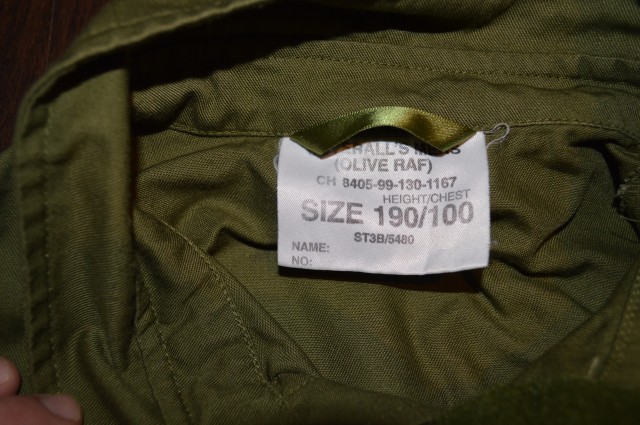 (OLIVE RAF)
CH 8405-99-130-1167
HEIGHT/CHEST
SIZE 190/100
ST3B/5480
NAME:
NO: